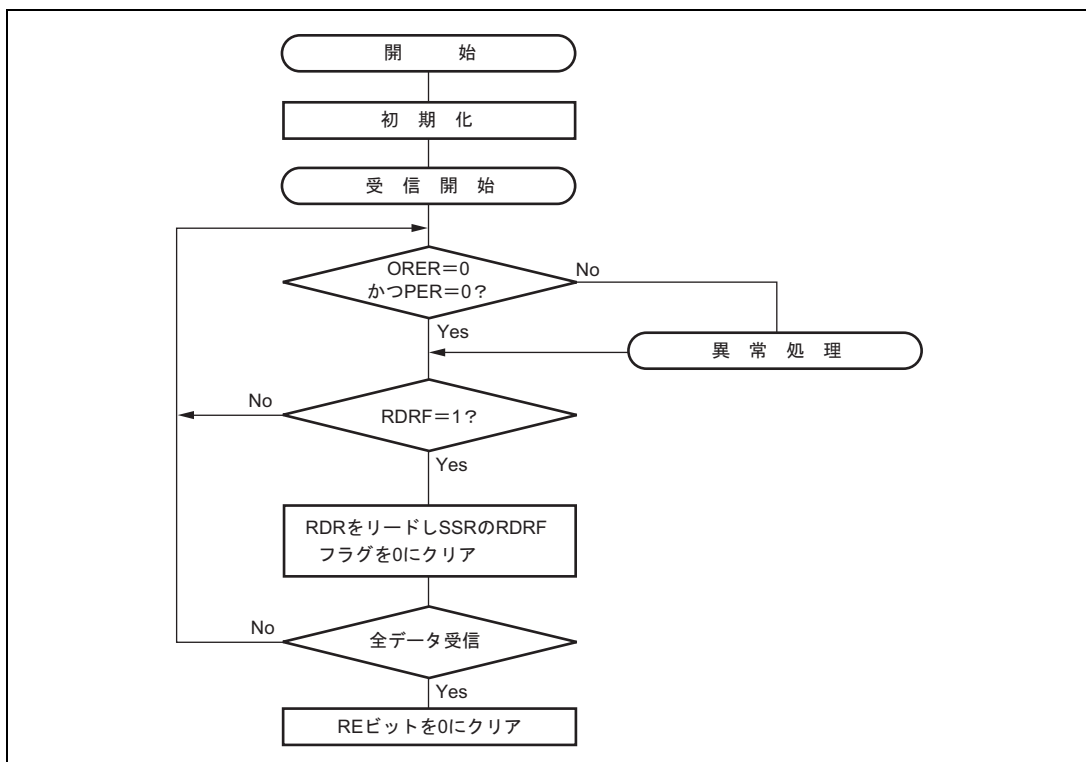 開始
初期化
受信開始
ORER=0
かつPER=0?
No
Yes
異常処理
No
RDRF=1?
Yes
RDRをリードしSSRのRDRF
フラグを0にクリア
No
全データ受信
Yes
REビットを0にクリア